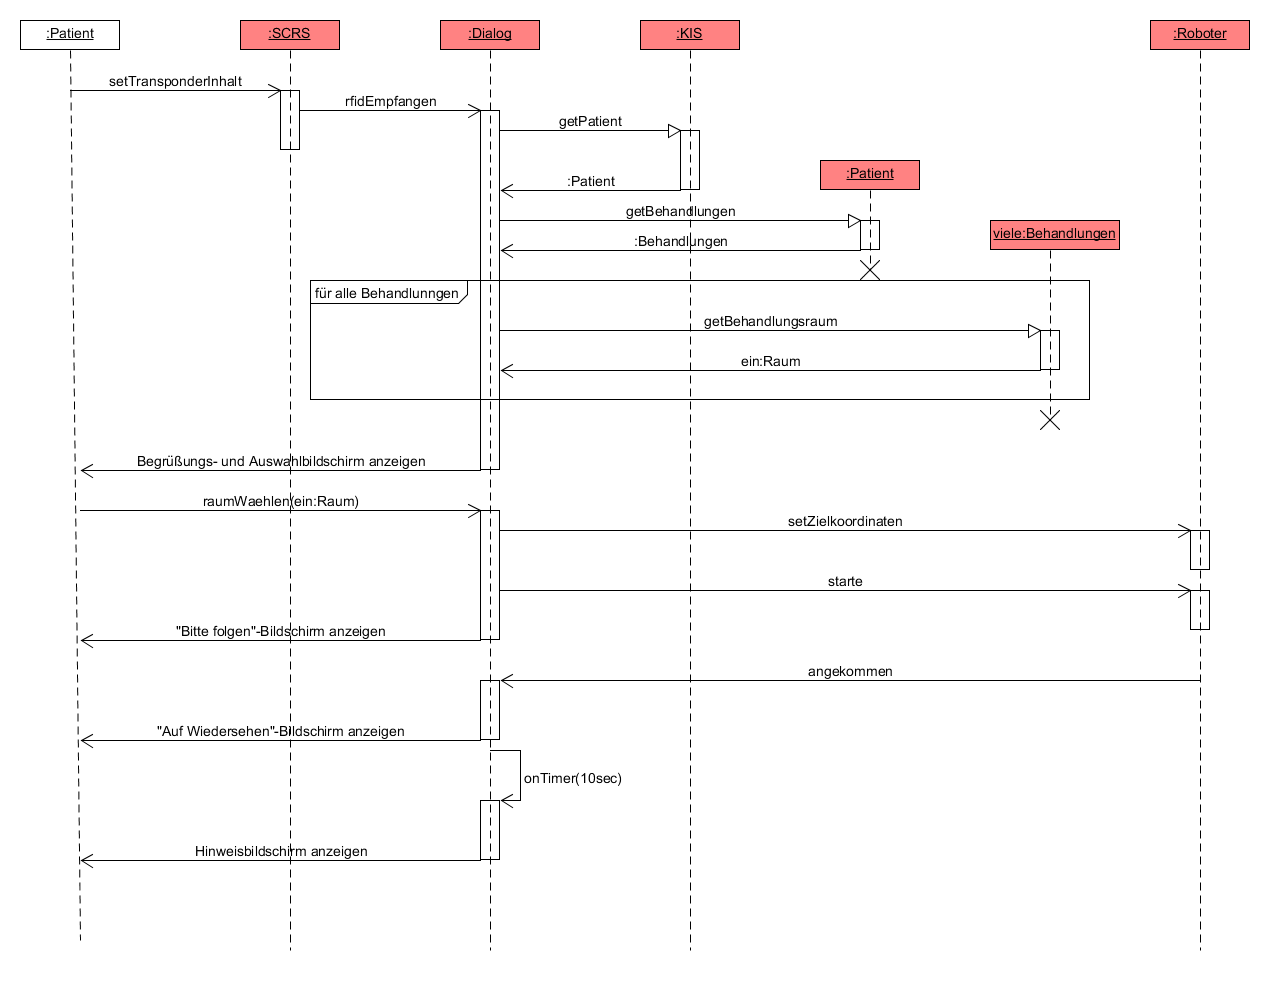 :Patient
:SCRS
:Dialog
:KIS
:Roboter
setTransponderInhalt
rfidEmpfangen
getPatient
:Patient
:Patient
getBehandlungen
viele:Behandlungen
:Behandlungen
für alle Behandlunngen
getBehandlungsraum
ein:Raum
Begrüßungs- und Auswahlbildschirm anzeigen
raumWaehlen(ein:Raum)
setZielkoordinaten
starte
"Bitte folgen"-Bildschirm anzeigen
angekommen
"Auf Wiedersehen"-Bildschirm anzeigen
onTimer(10sec)
Hinweisbildschirm anzeigen